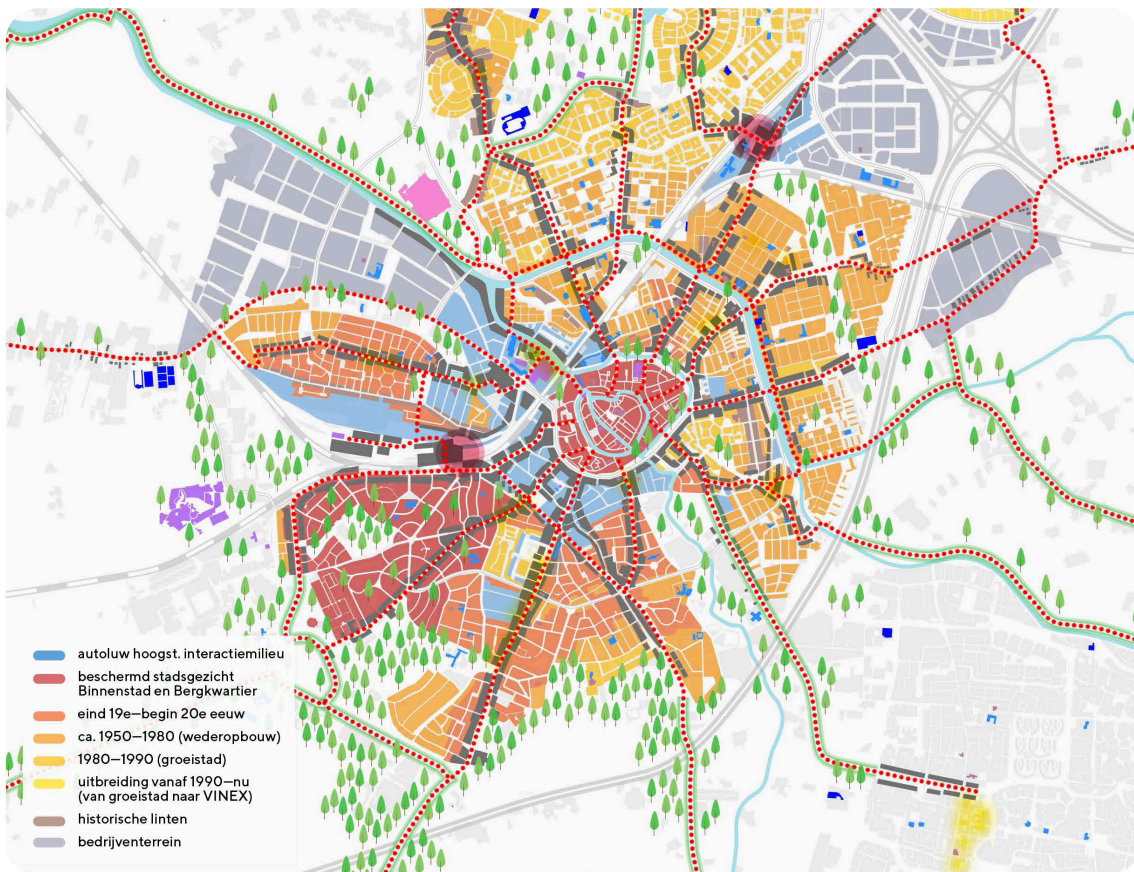 autoluw hoogst. interactiemilieu
beschermd stadsgezicht
Binnenstad en Bergkwartier
eind 19e–begin 20e eeuw
ca. 1950–1980 (wederopbouw)
1980–1990 (groeistad)
uitbreiding vanaf 1990–nu
(van groeistad naar VINEX)
historische linten
bedrijventerrein